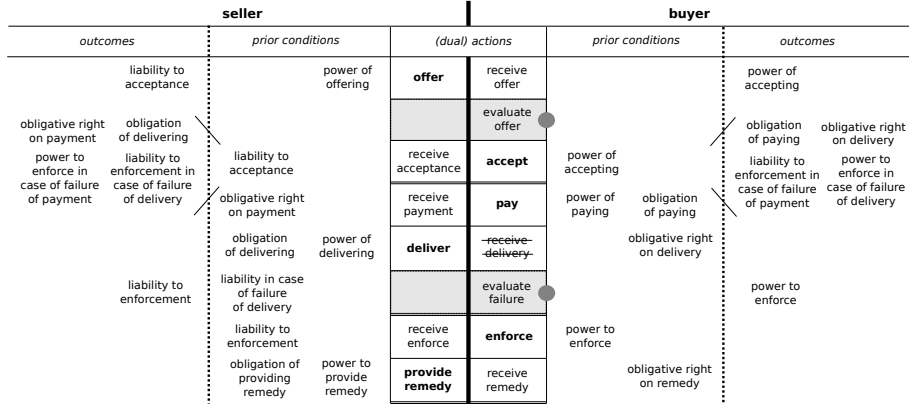 seller
buyer
outcomes
prior conditions
(dual) actions
prior conditions
outcomes
liability to
acceptance
power of
offering
offer
receive
offer
power of
accepting
evaluate
offer
obligative right
on payment
obligation
of delivering
obligation
of paying
obligative right
on delivery
power to
enforce in
case of failure
of payment
liability to
enforcement in
case of failure
of delivery
liability to
acceptance
receive
acceptance
accept
power of
accepting
liability to
enforcement in
case of failure
of payment
power to
enforce in
case of failure
of delivery
obligative right
on payment
receive
payment
pay
power of
paying
obligation
of paying
obligation
of delivering
power of
delivering
deliver
receive
delivery
obligative right
on delivery
liability to
enforcement
liability in case
of failure
of delivery
evaluate
failure
power to
enforce
liability to
enforcement
receive
enforce
enforce
power to
enforce
obligation of
providing
remedy
power to
provide
remedy
provide
remedy
receive
remedy
obligative right
on remedy